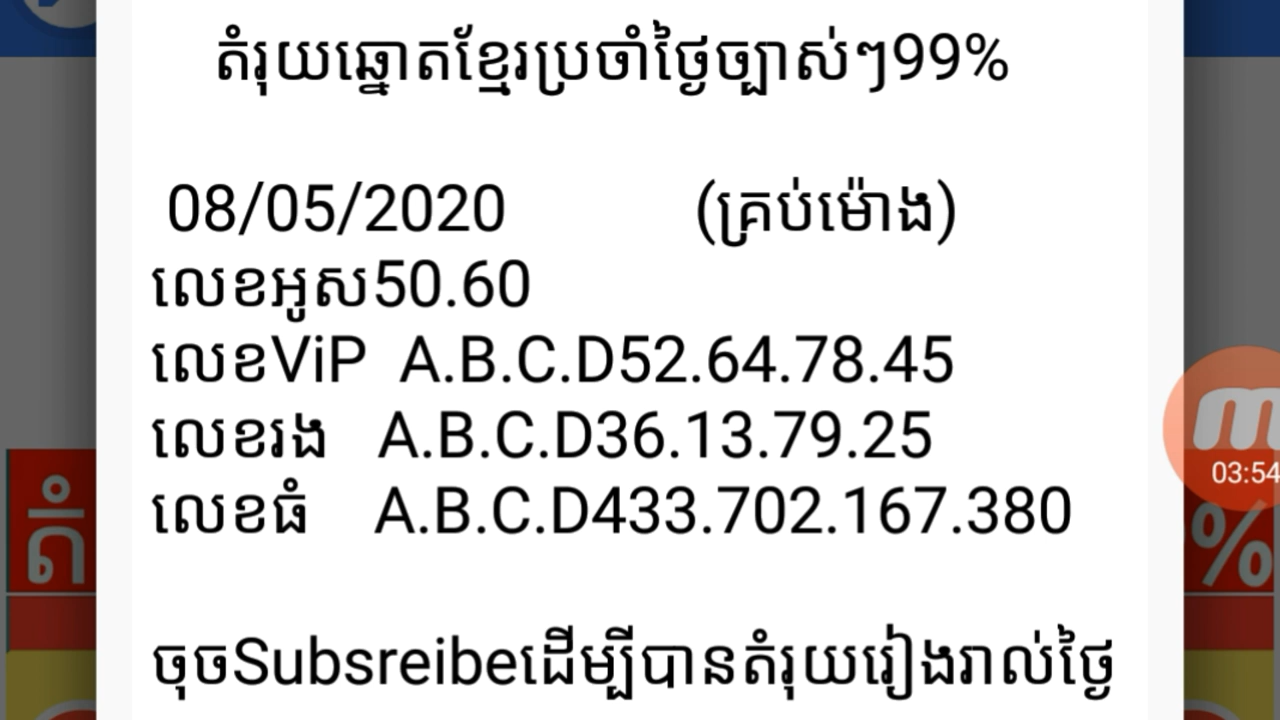 តំរុយឆ្នោតខ្មែរប្រចាំថ្ងៃច្បាស់ៗ99%
08/05/2020 (គ្រប់ម៉ោង)
លេខអូស50.60
លេខViP A.B.C.D52.64.78.45
លេខរង A.B.C.D36.13.79.25
លេខធំ A.B.C.D433.702.167.380
ចុចSubsreibeដើម្បីបានតំរុយរៀងរាល់ថ្ងៃ
03:54
តំ
%